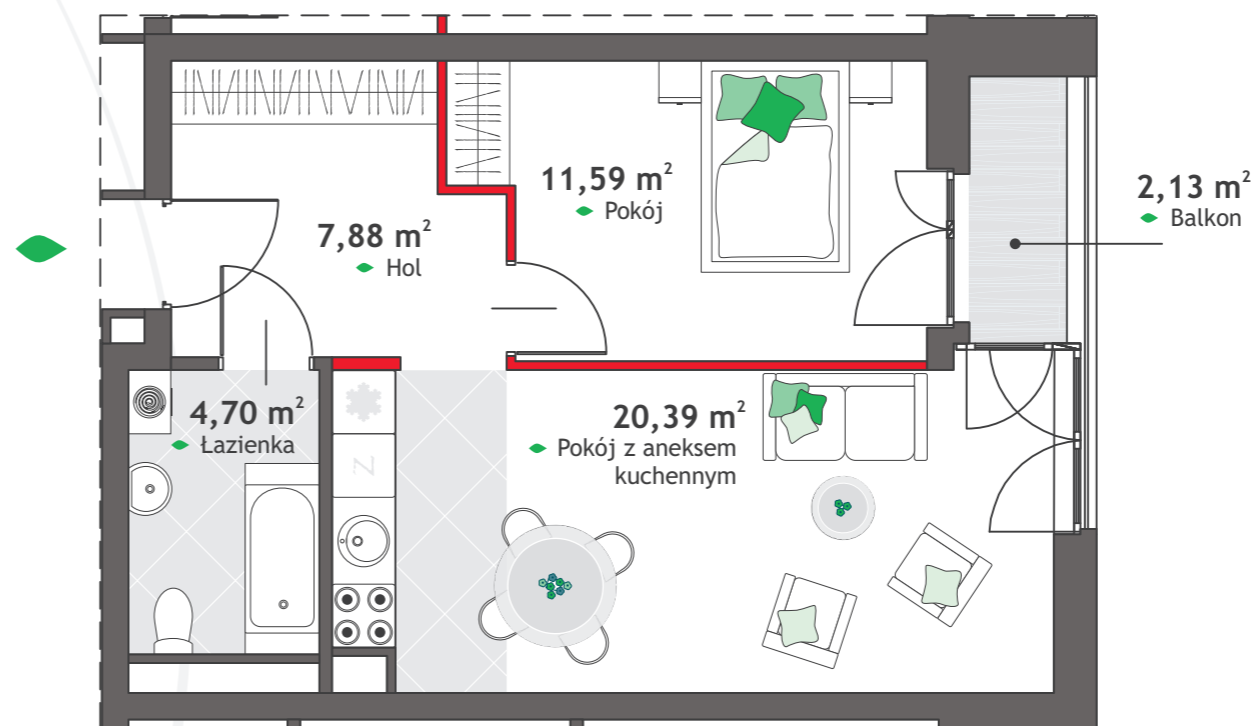 11,59 m²
Pokój
2,13 m²
Balkon
7,88 m²
Hol
4,70 m²
Łazienka
20,39 m²
Pokój z aneksem
kuchennym
Z